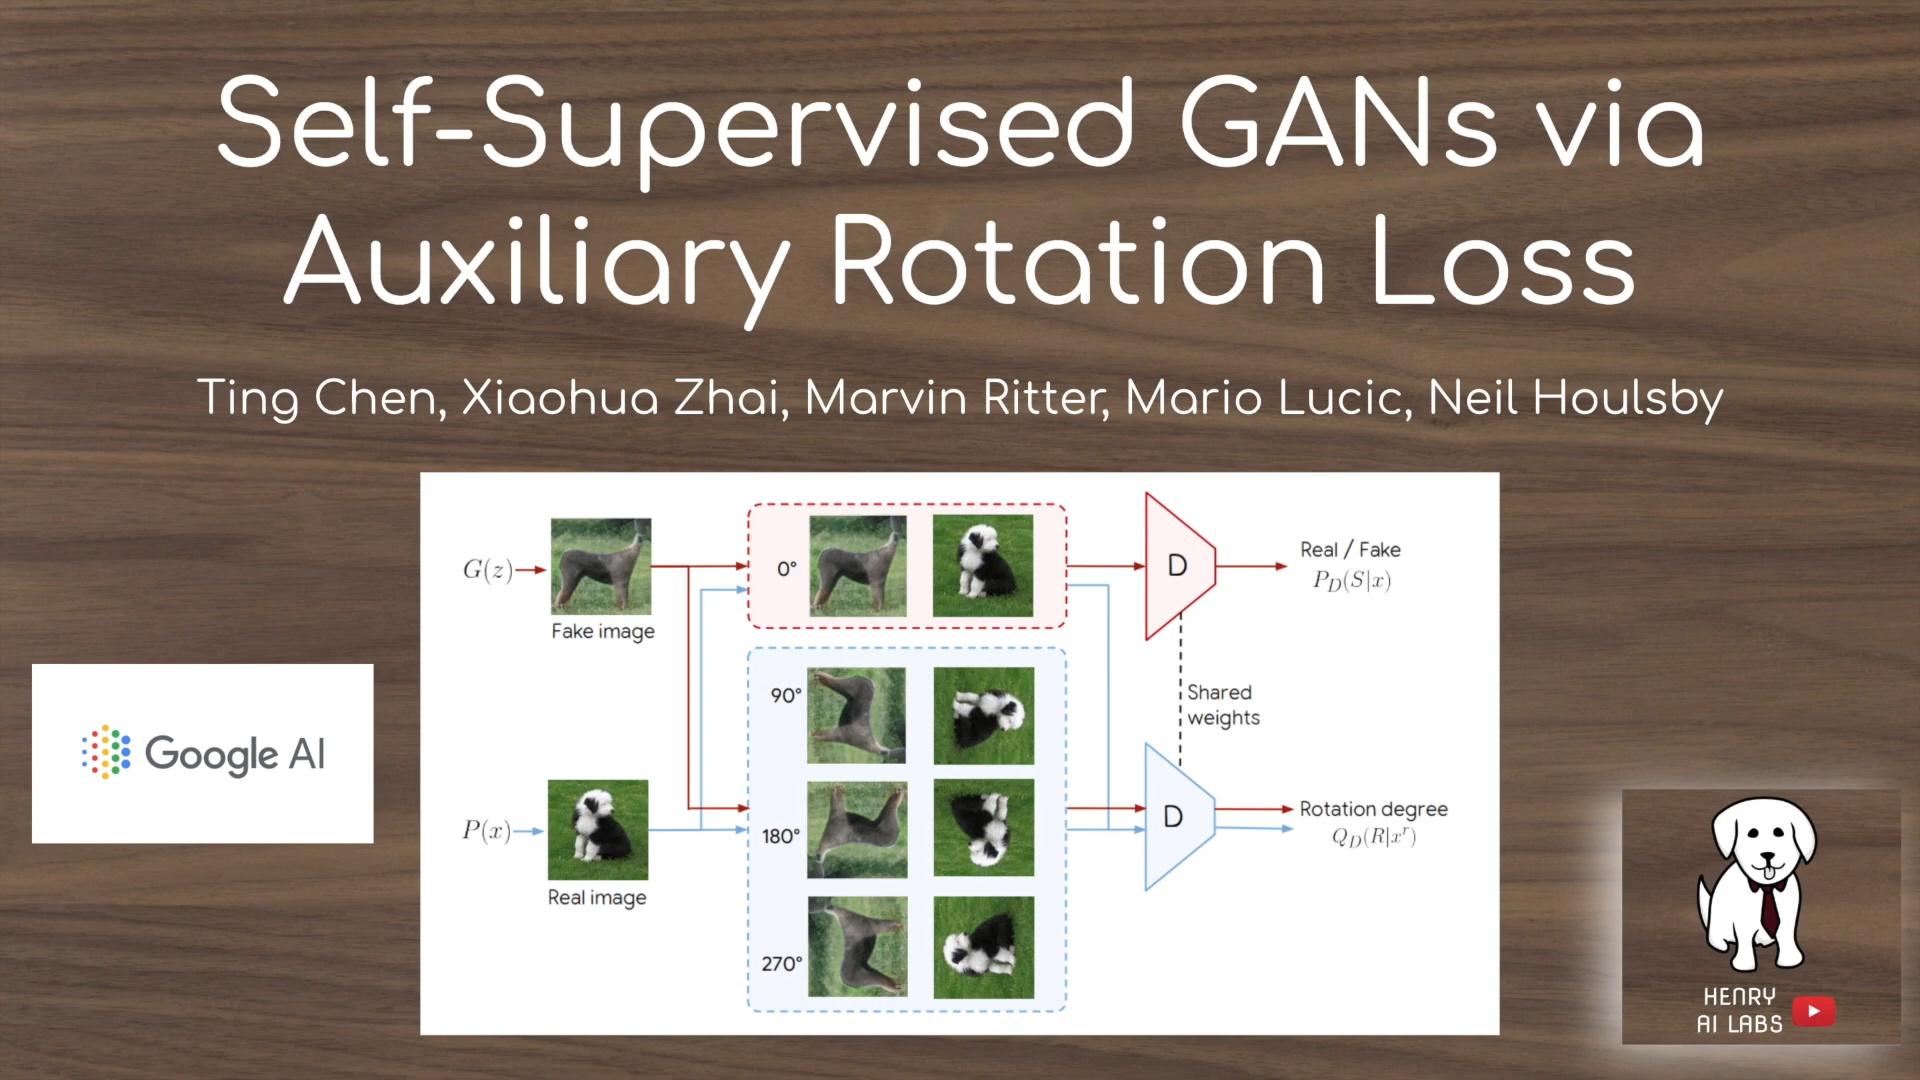 Self-Supervised GANs via
Auxiliary Rotation Loss
Ting Chen, Xiaohua Zhai, Marvin Ritter, Mario Lucic, Neil Houlsby
G(z)
Fake image
0°
D
Real / Fake
P_D(S|x)
90°
Shared
weights
Google AI
P(x)
Real image
180°
D
Rotation degree
Q_D(R|x^r)
270°
HENRY
AI LABS